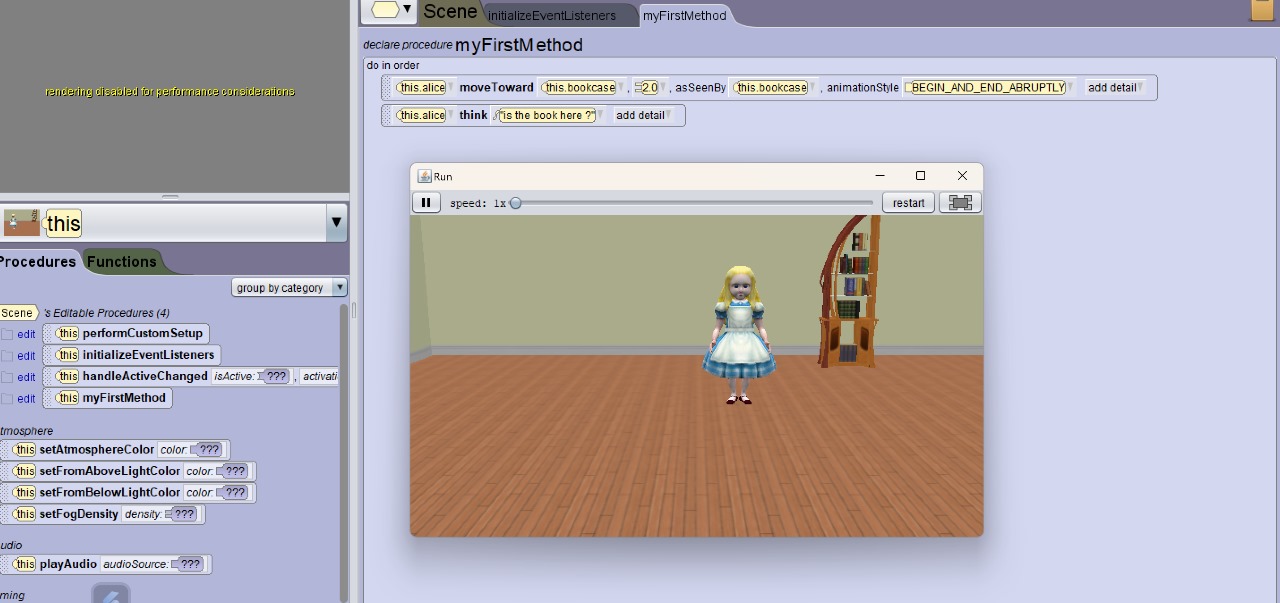 Scene initializeEventListeners myFirstMethod
declare procedure myFirstMethod
do in order
this.alice moveToward this.bookcase , 2.0 , asSeenBy this.bookcase , animationStyle BEGIN_AND_END_ABRUPTLY add detail
this.alice think "is the book here ?" add detail
rendering disabled for performance considerations
this
Procedures Functions
group by category
Scene 's Editable Procedures (4)
edit this performCustomSetup
edit this initializeEventListeners
edit this handleActiveChanged isActive: ??? , activati
edit this myFirstMethod
tmosphere
this setAtmosphereColor color: ???
this setFromAboveLightColor color: ???
this setFromBelowLightColor color: ???
this setFogDensity density: ???
udio
this playAudio audioSource: ???
ming
Run
speed: 1x restart